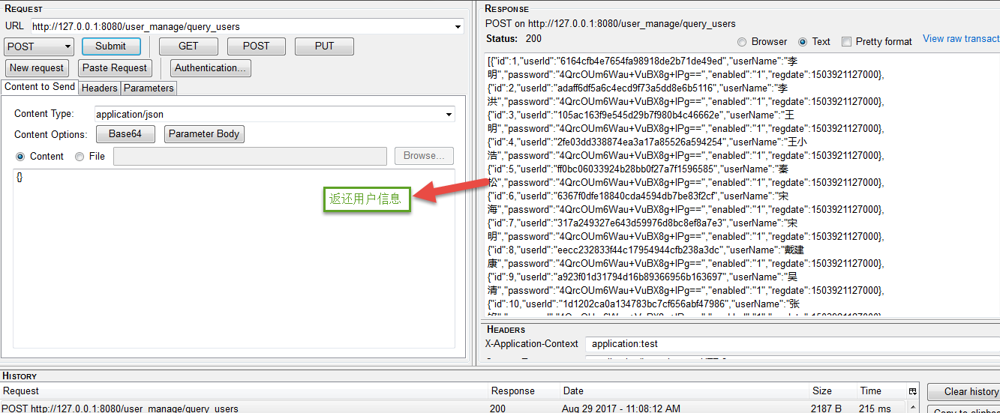 REQUEST
URL http://127.0.0.1:8080/user_manage/query_users
POST Submit GET POST PUT
New request Paste Request Authentication...
Content to Send Headers Parameters
Content Type: application/json
Content Options: Base64 Parameter Body
Content File Browse...
{}
返还用户信息
RESPONSE
POST on http://127.0.0.1:8080/user_manage/query_users
Status: 200
Browser Text Pretty format View raw transact
[{"id":1,"userId":"6164cfb4e7654fa98918de2b71de49ed","userName":"李
明","password":"4QrcOUm6Wau+VuBX8g+IPg==","enabled":"1","regdate":1503921127000},
{"id":2,"userId":"adaff6df5a6c4ecd9f73a5dd8e6b5116","userName":"李
洪","password":"4QrcOUm6Wau+VuBX8g+IPg==","enabled":"1","regdate":1503921127000},
{"id":3,"userId":"105ac163f9e545d29b7f980b4c46662e","userName":"王
明","password":"4QrcOUm6Wau+VuBX8g+IPg==","enabled":"1","regdate":1503921127000},
{"id":4,"userId":"2fe03dd338874ea3a17a85526a594254","userName":"王小
浩","password":"4QrcOUm6Wau+VuBX8g+IPg==","enabled":"1","regdate":1503921127000},
{"id":5,"userId":"ff0bc06033924b28bb0f27a7f1596585","userName":"秦
松","password":"4QrcOUm6Wau+VuBX8g+IPg==","enabled":"1","regdate":1503921127000},
{"id":6,"userId":"6367f0dfe18840cda4594db7be83f2cf","userName":"宋
海","password":"4QrcOUm6Wau+VuBX8g+IPg==","enabled":"1","regdate":1503921127000},
{"id":7,"userId":"317a249327e643d59976d8bc8ef8a7e3","userName":"宋
明","password":"4QrcOUm6Wau+VuBX8g+IPg==","enabled":"1","regdate":1503921127000},
{"id":8,"userId":"eecc232833f44c17954944cfb238a3dc","userName":"戴建
康","password":"4QrcOUm6Wau+VuBX8g+IPg==","enabled":"1","regdate":1503921127000},
{"id":9,"userId":"a923f01d31794d16b89366956b163697","userName":"吴
清","password":"4QrcOUm6Wau+VuBX8g+IPg==","enabled":"1","regdate":1503921127000},
{"id":10,"userId":"1d1202ca0a134783bc7cf656abf47986","userName":"张
HEADERS
X-Application-Context application:test
HISTORY
Request Response Date Size Time
POST http://127.0.0.1:8080/user_manage/query_users 200 Aug 29 2017 - 11:08:12 AM 2187 B 215 ms
Clear history
Copy to clipboa